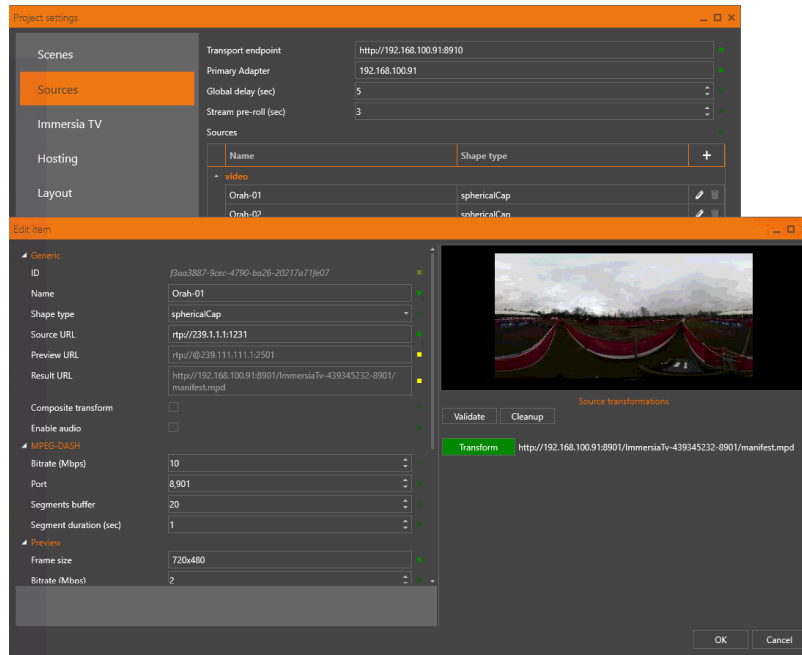 Project settings
Scenes
Sources
Immersia TV
Hosting
Layout
Transport endpoint http://192.168.100.91:8910
Primary Adapter 192.168.100.91
Global delay (sec) 5
Stream pre-roll (sec) 3
Sources
Name Shape type +
video
Orah-01 sphericalCap
Orah-02 sphericalCap
Edit item
Generic
ID f3aa3887-9cec-4790-ba26-20217a71fe07
Name Orah-01
Shape type sphericalCap
Source URL rtp://239.1.1.1:1231
Preview URL rtp://@239.111.111.1:2501
Result URL http://192.168.100.91:8901/ImmersiaTv-439345232-8901/
manifest.mpd
Composite transform
Enable audio
MPEG-DASH
Bitrate (Mbps) 10
Port 8,901
Segments buffer 20
Segment duration (sec) 1
Preview
Frame size 720x480
Bitrate (Mbps) 2
Source transformations
Validate Cleanup
Transform http://192.168.100.91:8901/ImmersiaTv-439345232-8901/manifest.mpd
OK Cancel